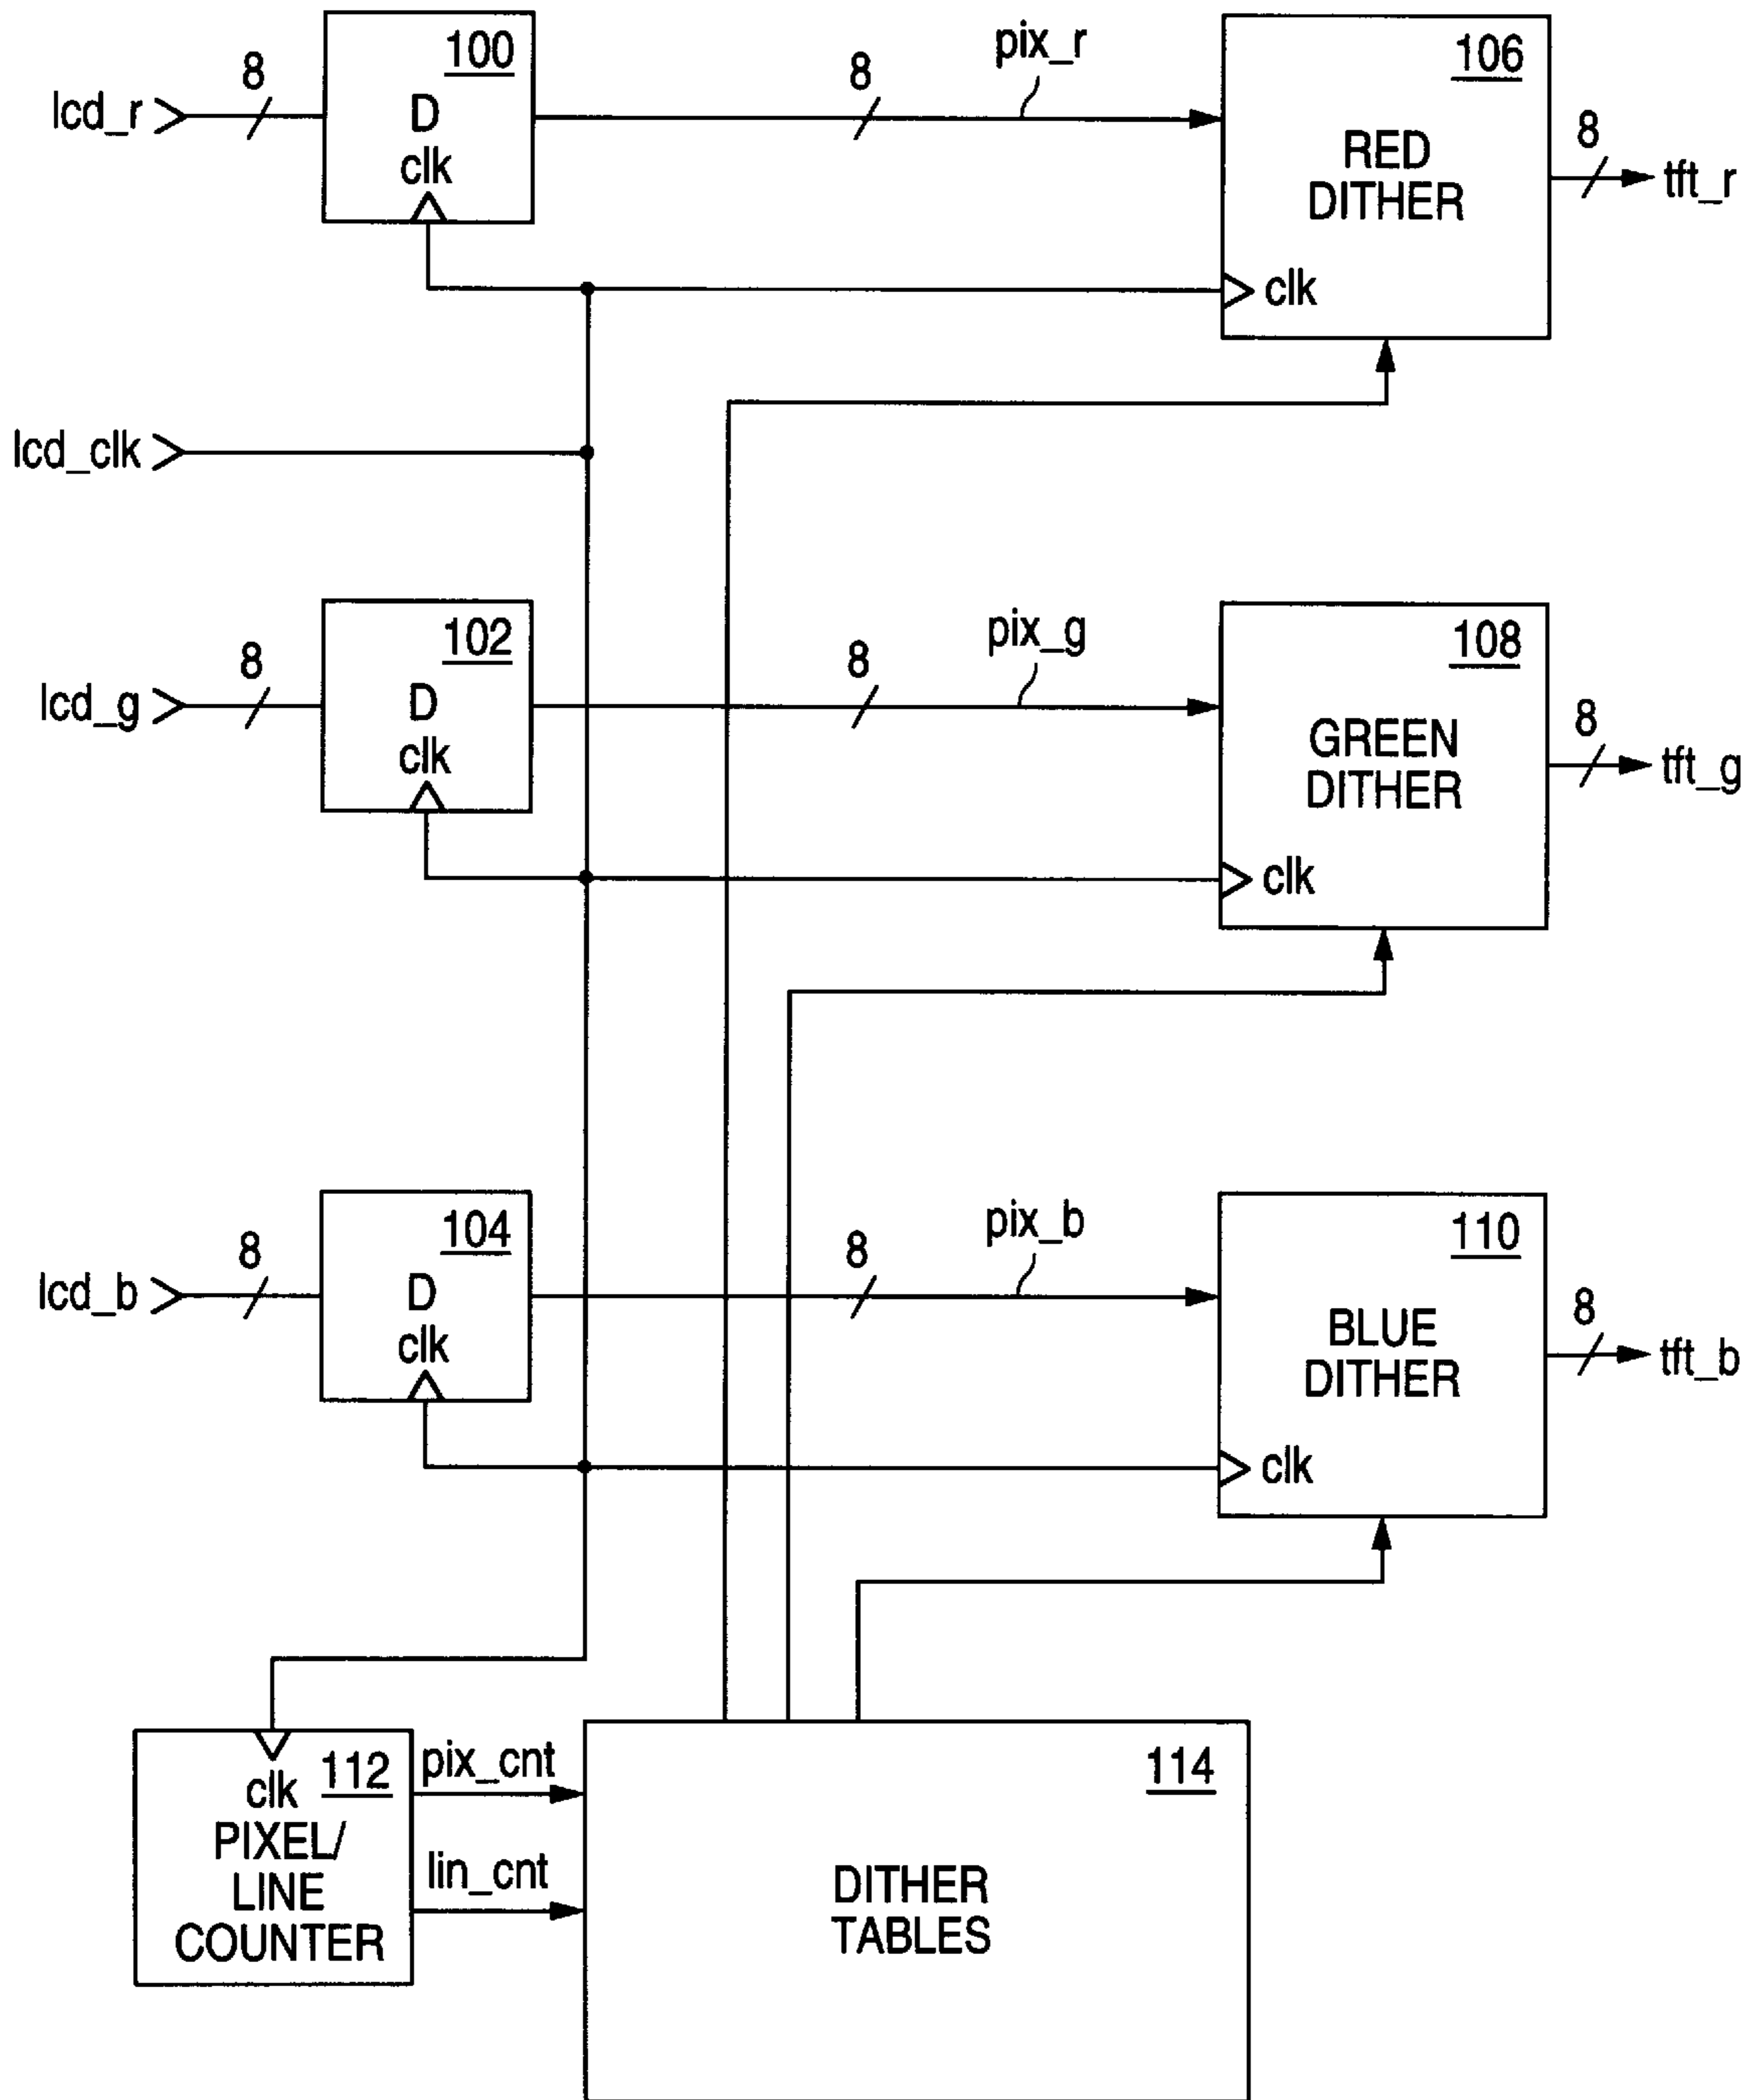 8
100
8
pix_r
106
lcd_r
D
clk
RED
DITHER
8
tft_r
clk
lcd_clk
8
102
8
pix_g
108
lcd_g
D
clk
GREEN
DITHER
8
tft_g
clk
8
104
8
pix_b
110
lcd_b
D
clk
BLUE
DITHER
8
tft_b
clk
clk
112
PIXEL/
LINE
COUNTER
pix_cnt
lin_cnt
114
DITHER
TABLES